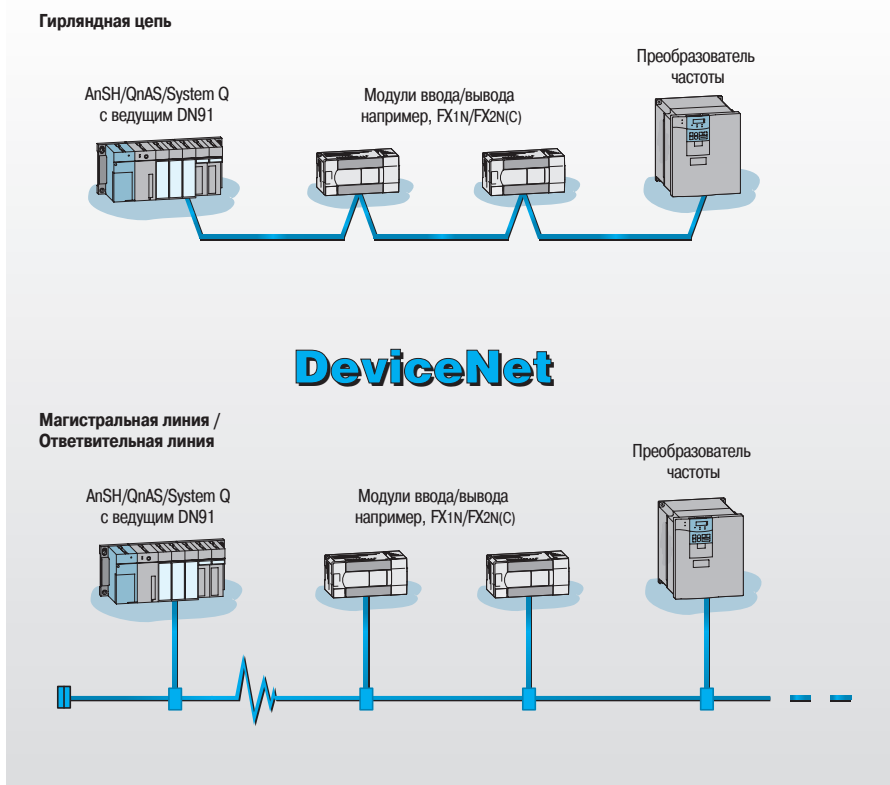 Гирляндная цепь
Преобразователь
частоты
AnSH/QnAS/System Q
с ведущим DN91
Модули ввода/вывода
например, FX1N/FX2N(C)
DeviceNet
Магистральная линия /
Ответвительная линия
Преобразователь
частоты
AnSH/QnAS/System Q
с ведущим DN91
Модули ввода/вывода
например, FX1N/FX2N(C)